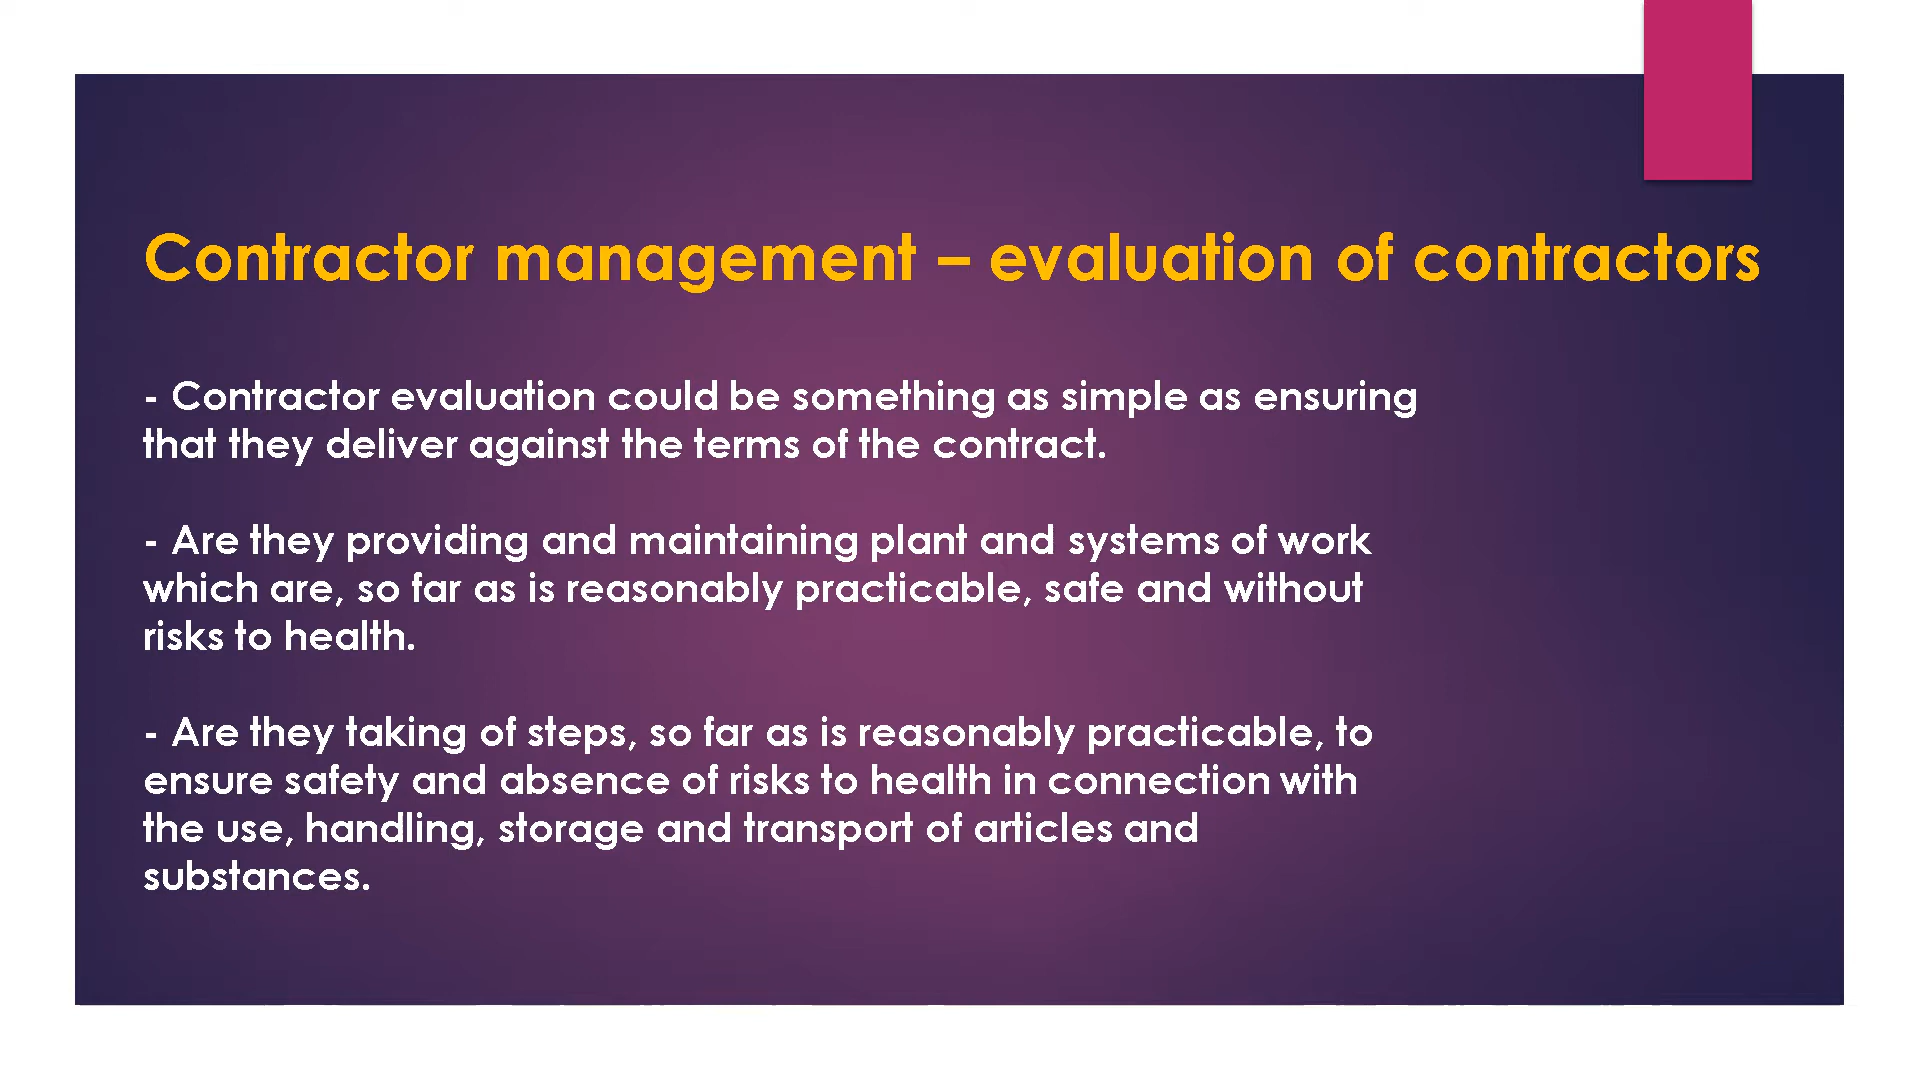 Contractor management – evaluation of contractors
- Contractor evaluation could be something as simple as ensuring
that they deliver against the terms of the contract.
- Are they providing and maintaining plant and systems of work
which are, so far as is reasonably practicable, safe and without
risks to health.
- Are they taking of steps, so far as is reasonably practicable, to
ensure safety and absence of risks to health in connection with
the use, handling, storage and transport of articles and
substances.